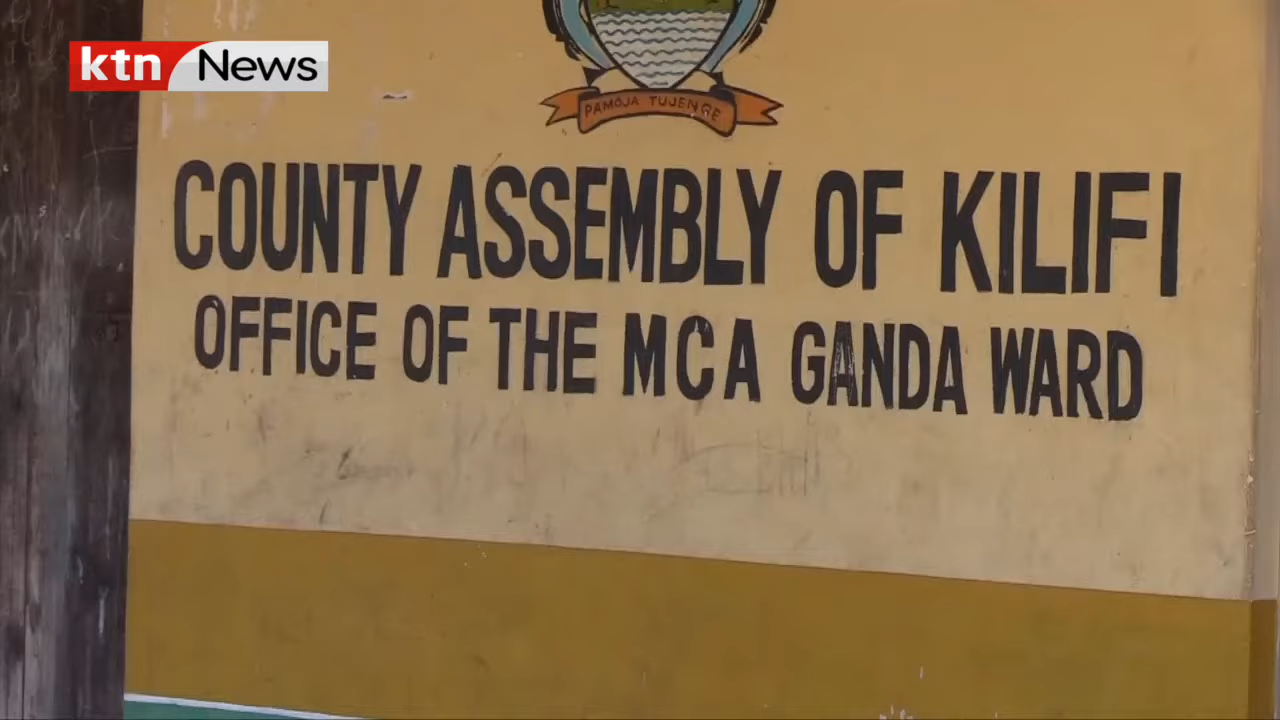 ktn News
PAMOJA TUJENGE
COUNTY ASSEMBLY OF KILIFI
OFFICE OF THE MCA GANDA WARD